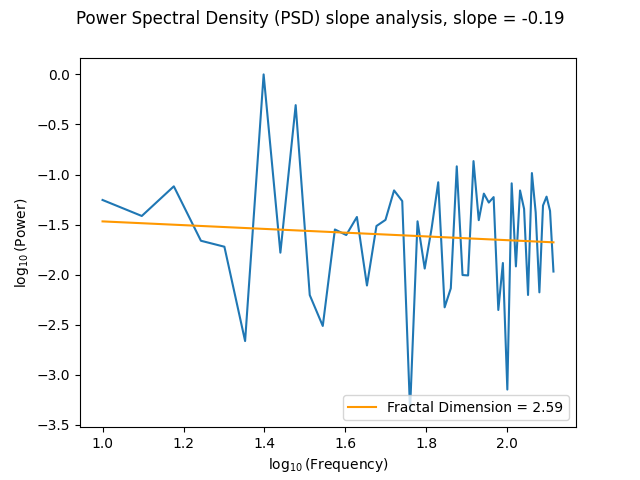 Power Spectral Density (PSD) slope analysis, slope = -0.19
0.0
−0.5
−1.0
−1.5
−2.0
−2.5
−3.0
−3.5
log₁₀(Power)
Fractal Dimension = 2.59
1.0 1.2 1.4 1.6 1.8 2.0
log₁₀(Frequency)